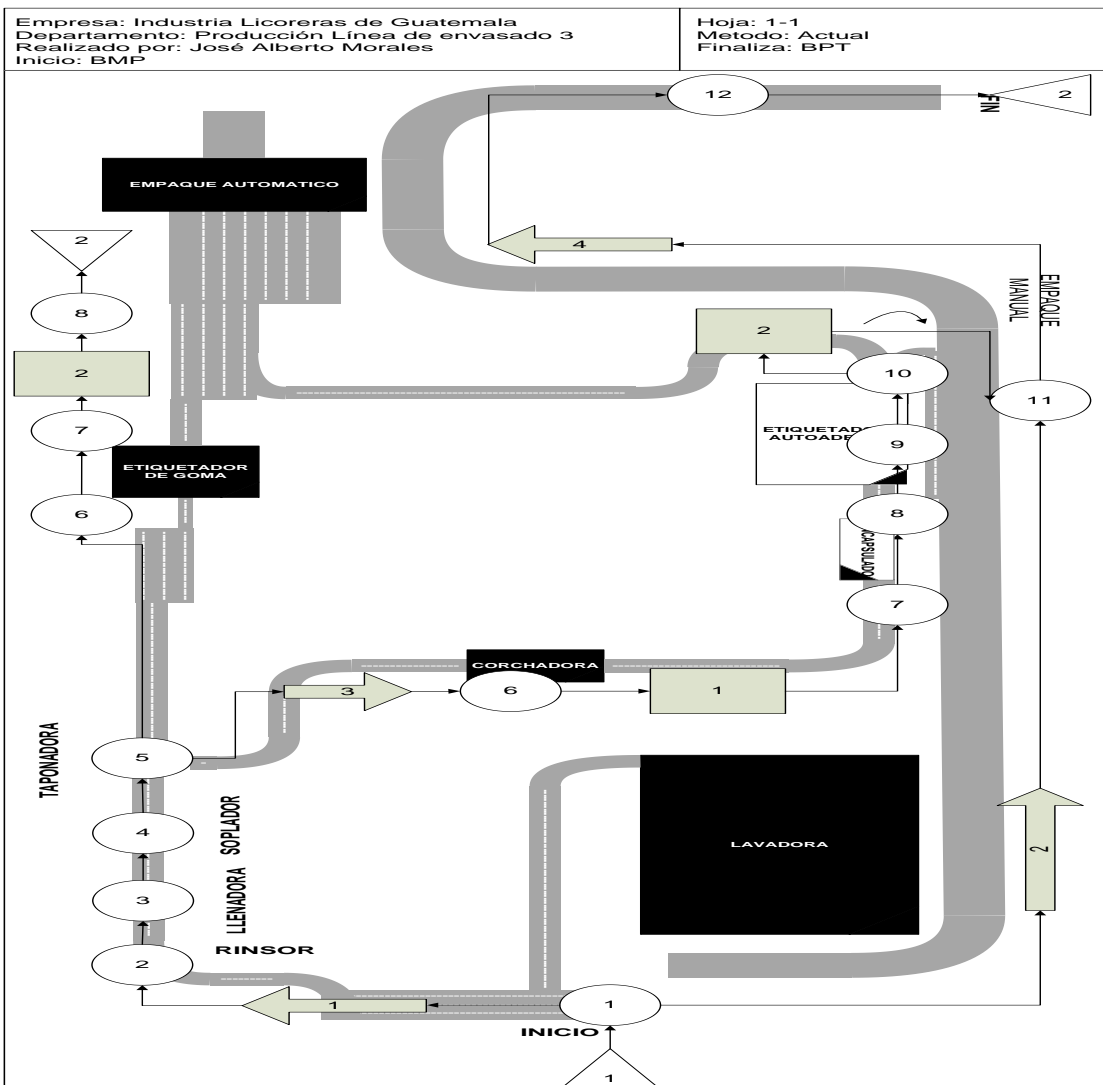 Empresa: Industria Licoreras de Guatemala
Departamento: Producción Línea de envasado 3
Realizado por: José Alberto Morales
Inicio: BMP
Hoja: 1-1
Metodo: Actual
Finaliza: BPT
12
FIN
2
EMPAQUE AUTOMATICO
2
4
EMPAQUE
MANUAL
8
2
2
10
11
7
ETIQUETADOR
DE GOMA
9
6
8
7
CORCHADORA
3
6
1
TAPONADORA
5
SOPLADOR
4
LAVADORA
2
LLENADORA
3
RINSOR
2
1
1
INICIO
1